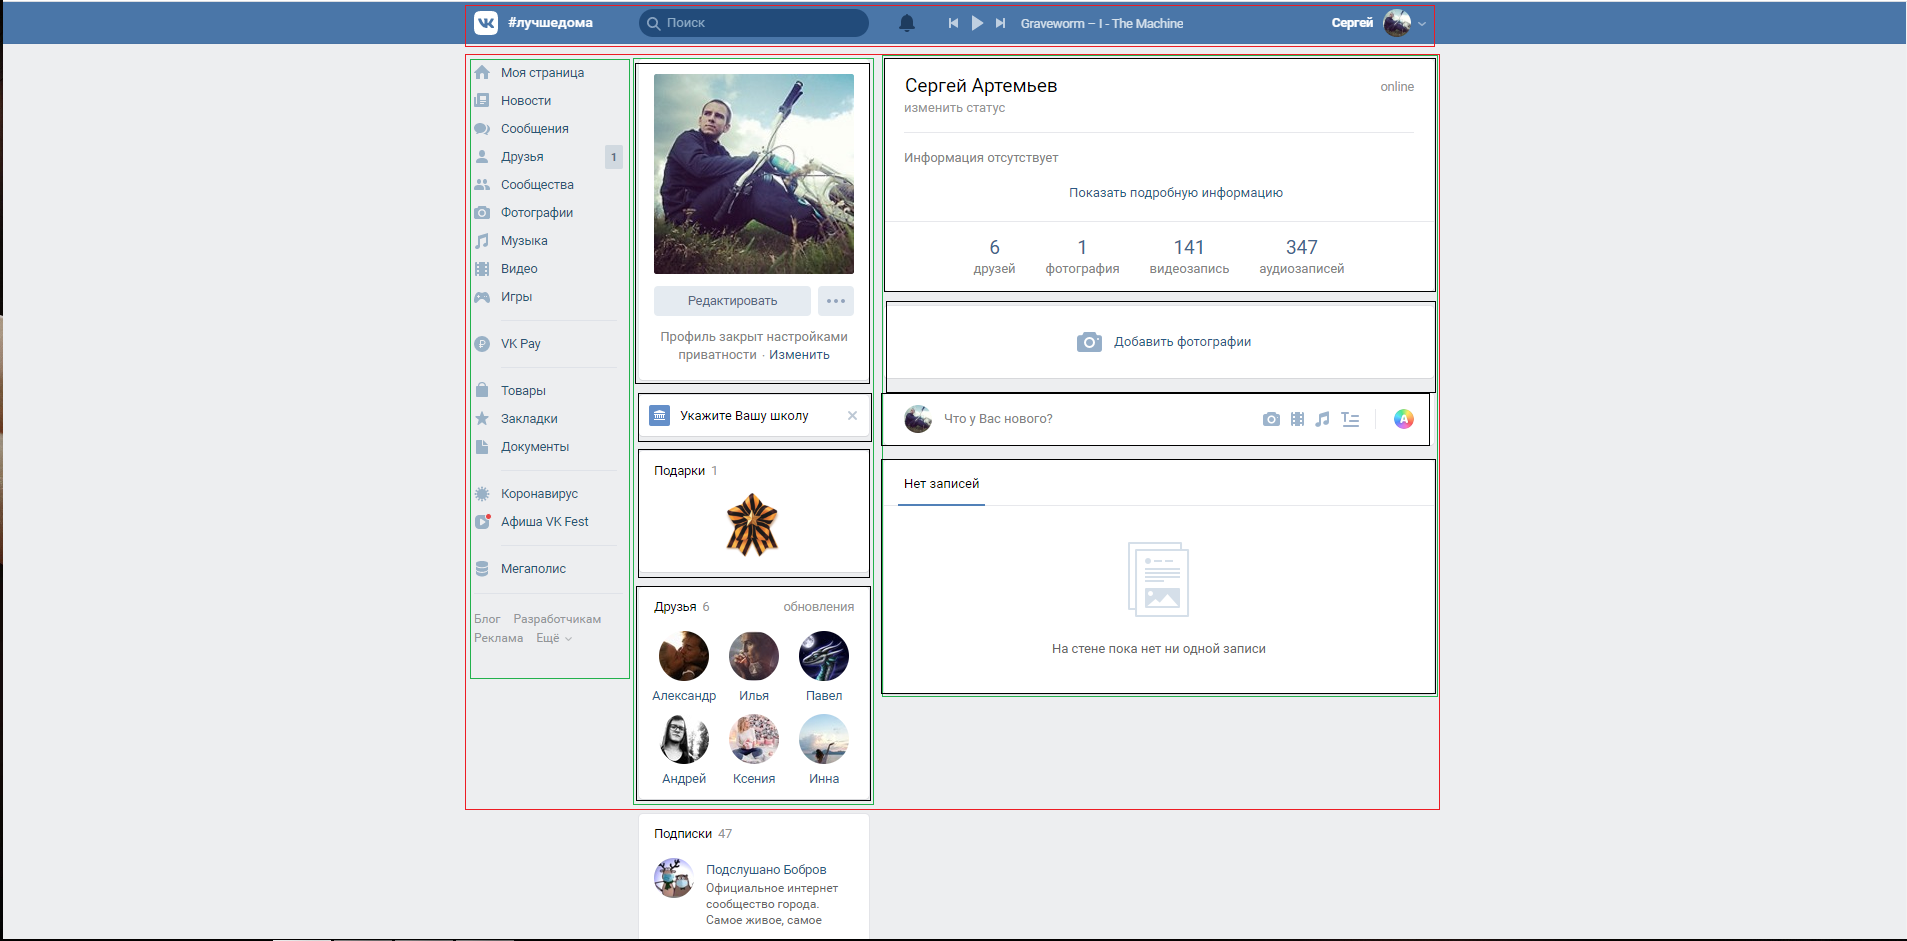 #лучшедома
Поиск
Graveworm – I - The Machine
Сергей
Моя страница
Новости
Сообщения
Друзья 1
Сообщества
Фотографии
Музыка
Видео
Игры
VK Pay
Товары
Закладки
Документы
Коронавирус
Афиша VK Fest
Мегаполис
Блог Разработчикам
Реклама Ещё
Редактировать
Профиль закрыт настройками
приватности · Изменить
Укажите Вашу школу
Подарки 1
Друзья 6 обновления
Александр Илья Павел
Андрей Ксения Инна
Подписки 47
Подслушано Бобров
Официальное интернет
сообщество города.
Самое живое, самое
Сергей Артемьев online
изменить статус
Информация отсутствует
Показать подробную информацию
6 1 141 347
друзей фотография видеозапись аудиозаписей
Добавить фотографии
Что у Вас нового?
Нет записей
На стене пока нет ни одной записи